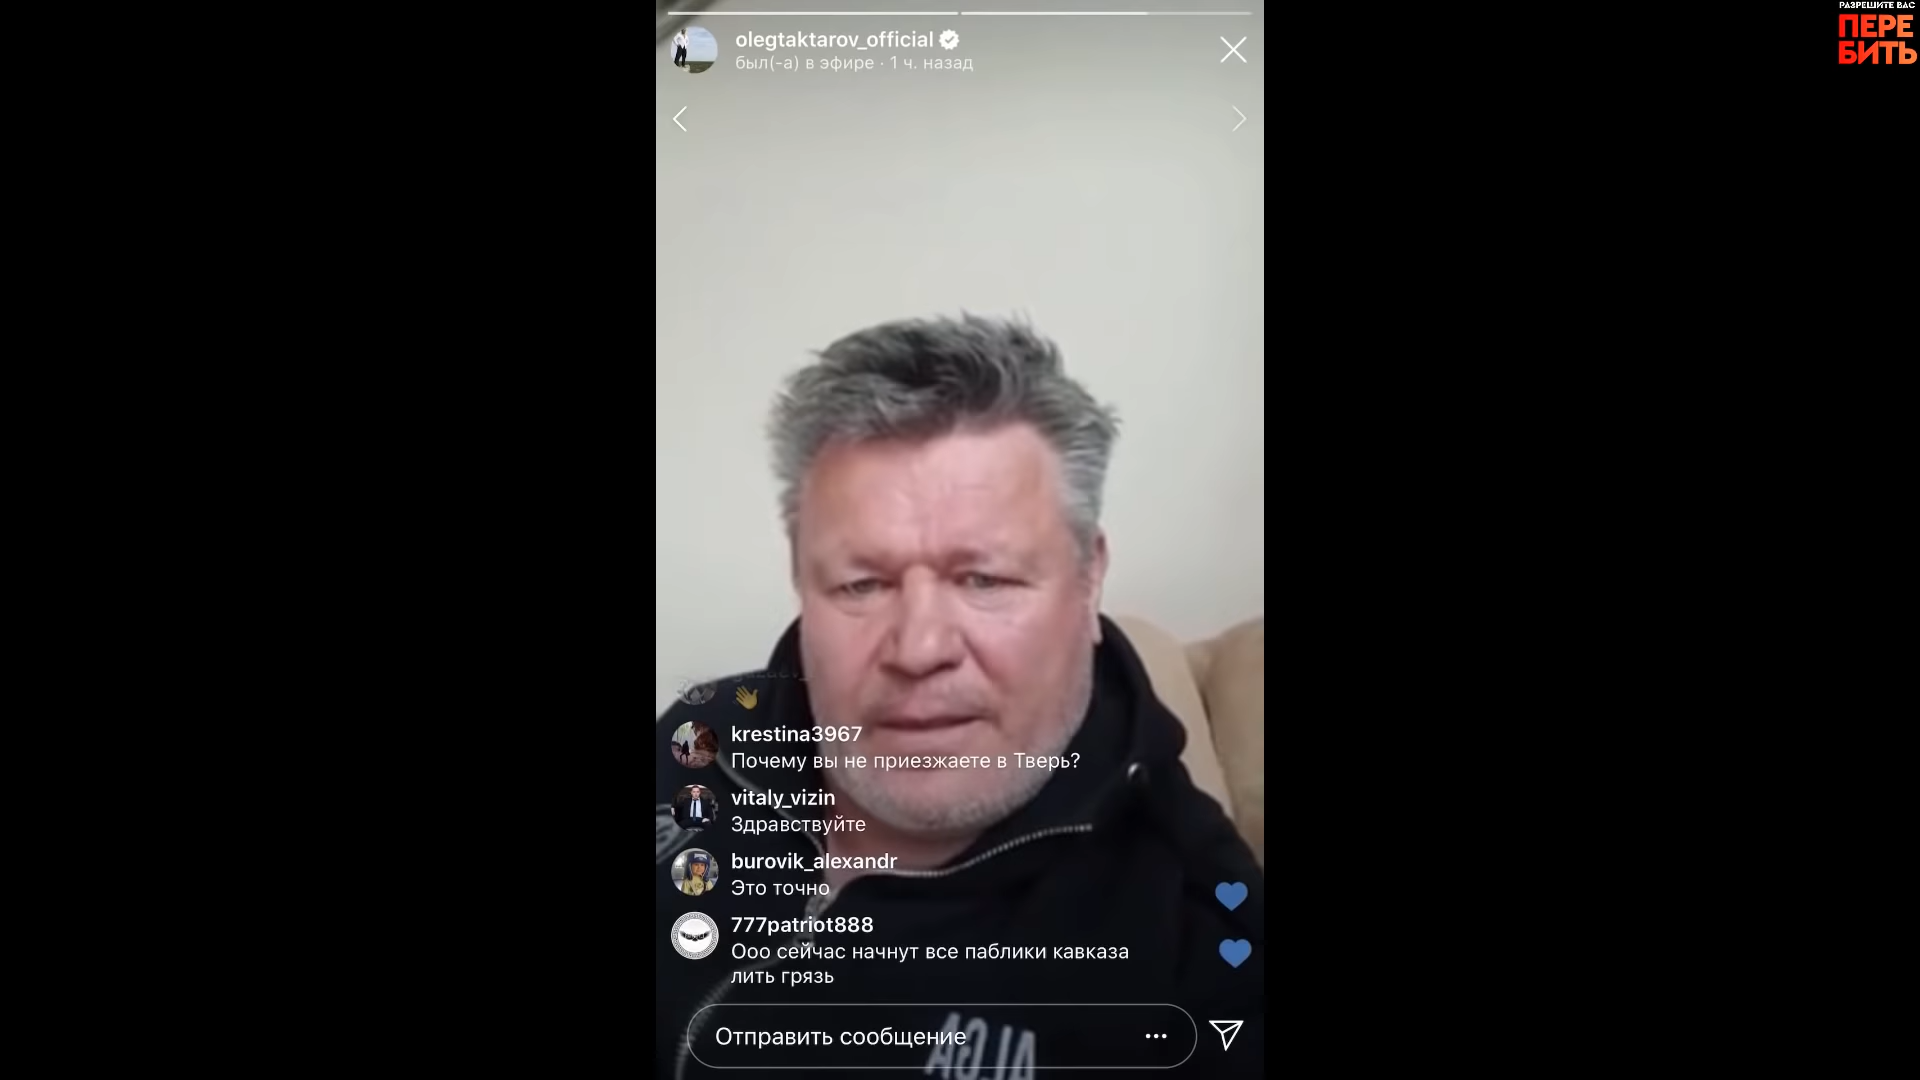 РАЗРЕШИТЕ ВАС
ПЕРЕ
БИТЬ
olegtaktarov_official
был(-а) в эфире · 1 ч. назад
krestina3967
Почему вы не приезжаете в Тверь?
vitaly_vizin
Здравствуйте
burovik_alexandr
Это точно
777patriot888
Ооо сейчас начнут все паблики кавказа
лить грязь
Отправить сообщение